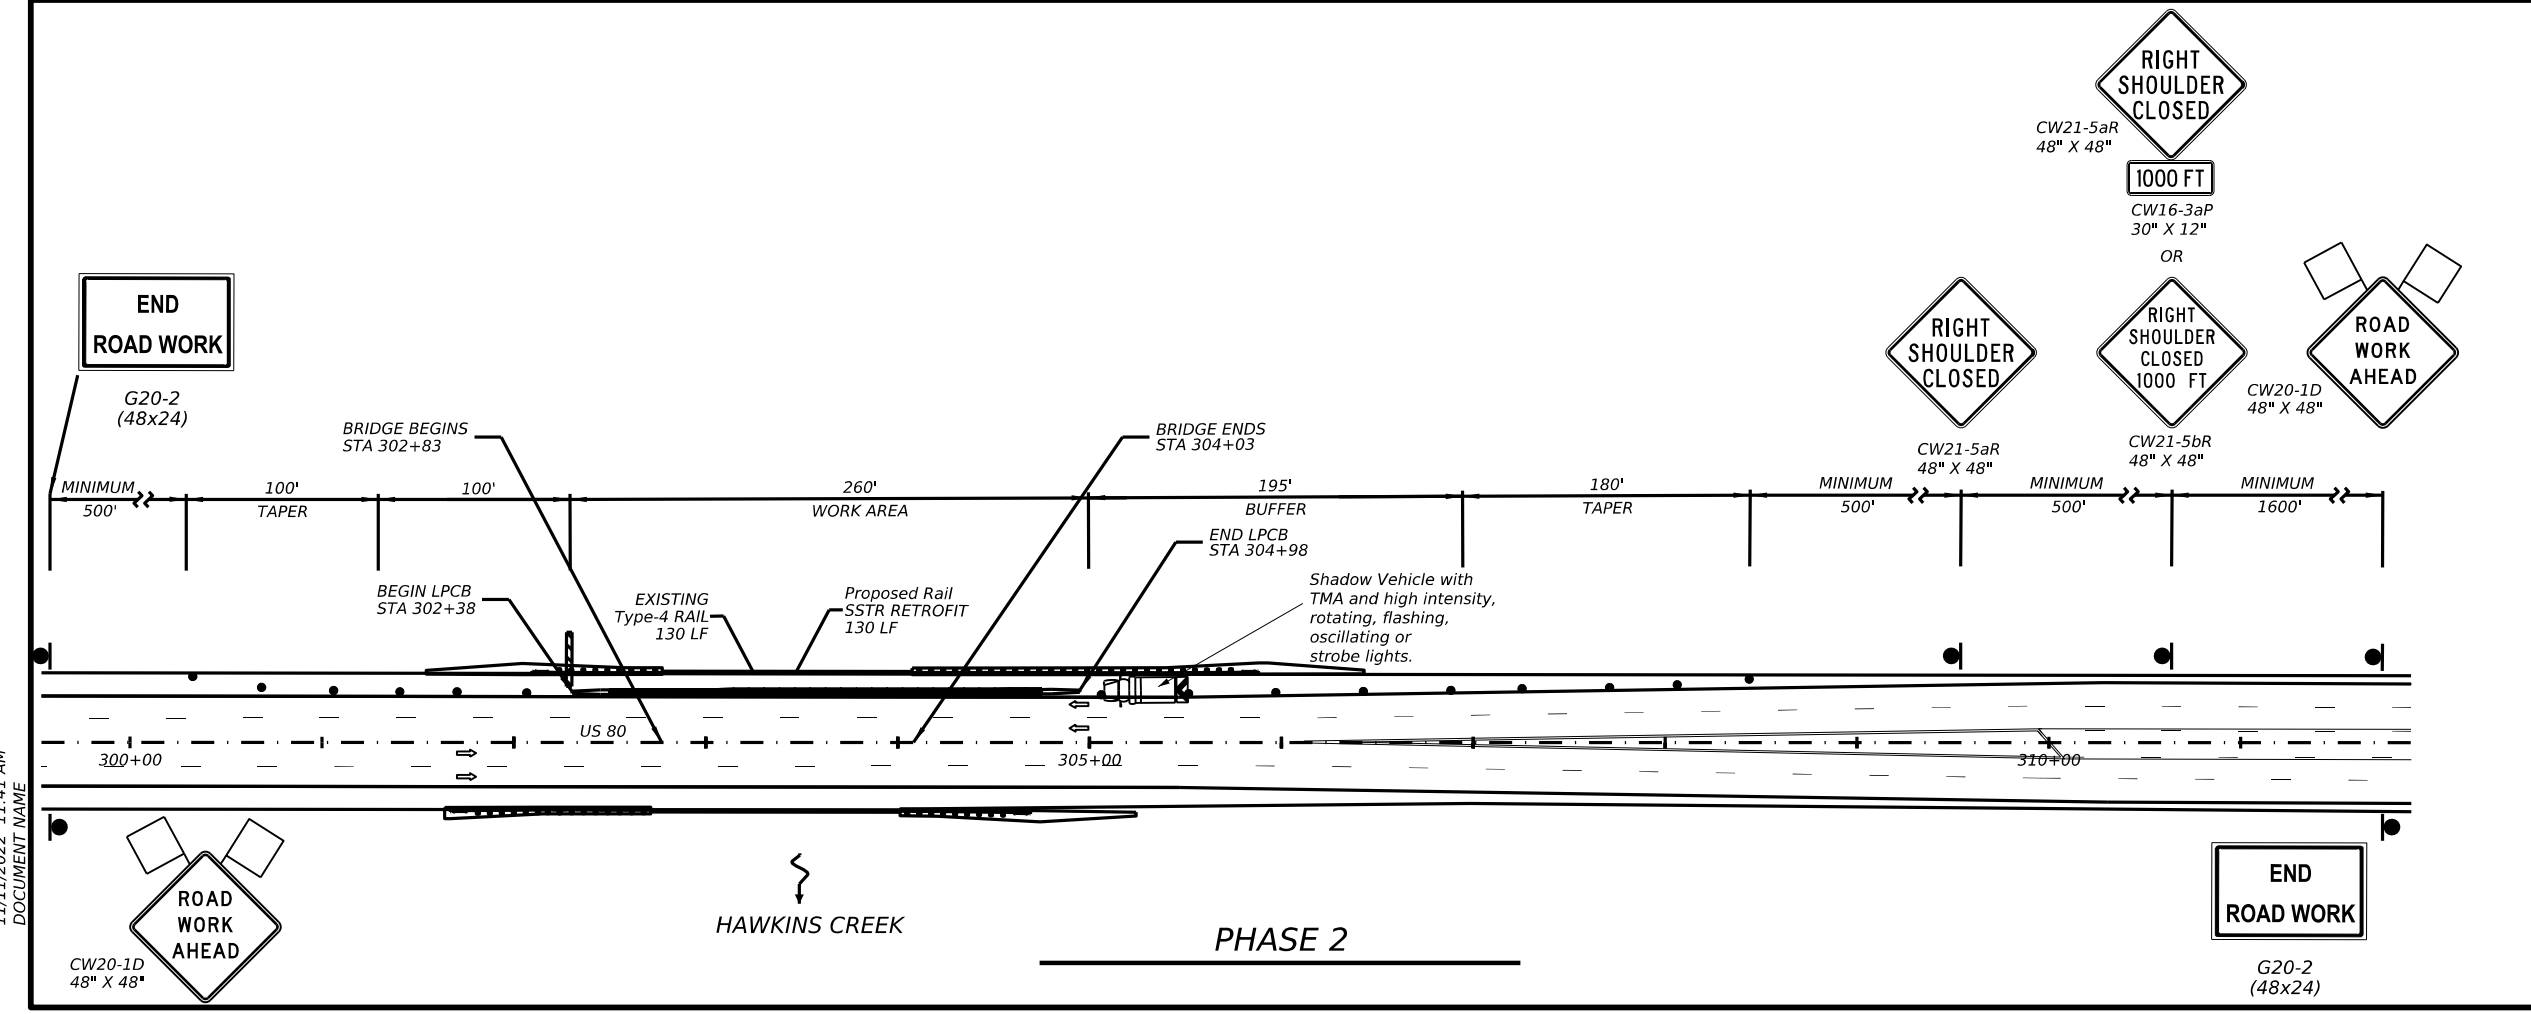 RIGHT
SHOULDER
CLOSED
CW21-5aR
48" X 48"
1000 FT
CW16-3aP
30" X 12"
OR
END
ROAD WORK
G20-2
(48x24)
RIGHT
SHOULDER
CLOSED
CW21-5aR
48" X 48"
RIGHT
SHOULDER
CLOSED
1000 FT
CW21-5bR
48" X 48"
ROAD
WORK
AHEAD
CW20-1D
48" X 48"
BRIDGE BEGINS
STA 302+83
BRIDGE ENDS
STA 304+03
MINIMUM
500'
100'
TAPER
100'
260'
WORK AREA
195'
BUFFER
180'
TAPER
MINIMUM
500'
MINIMUM
500'
MINIMUM
1600'
END LPCB
STA 304+98
BEGIN LPCB
STA 302+38
EXISTING
Type-4 RAIL
130 LF
Proposed Rail
SSTR RETROFIT
130 LF
Shadow Vehicle with
TMA and high intensity,
rotating, flashing,
oscillating or
strobe lights.
US 80
300+00
305+00
310+00
HAWKINS CREEK
PHASE 2
ROAD
WORK
AHEAD
CW20-1D
48" X 48"
END
ROAD WORK
G20-2
(48x24)
11/11/2022 11:41 AM
DOCUMENT NAME